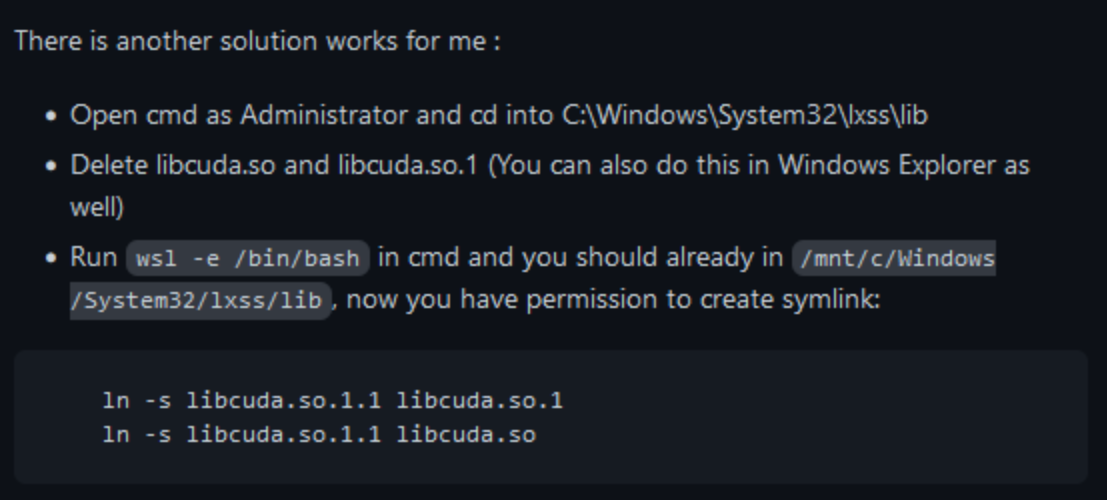 There is another solution works for me :
• Open cmd as Administrator and cd into C:\Windows\System32\lxss\lib
• Delete libcuda.so and libcuda.so.1 (You can also do this in Windows Explorer as
well)
• Run wsl -e /bin/bash in cmd and you should already in /mnt/c/Windows
/System32/lxss/lib, now you have permission to create symlink:
ln -s libcuda.so.1.1 libcuda.so.1
ln -s libcuda.so.1.1 libcuda.so